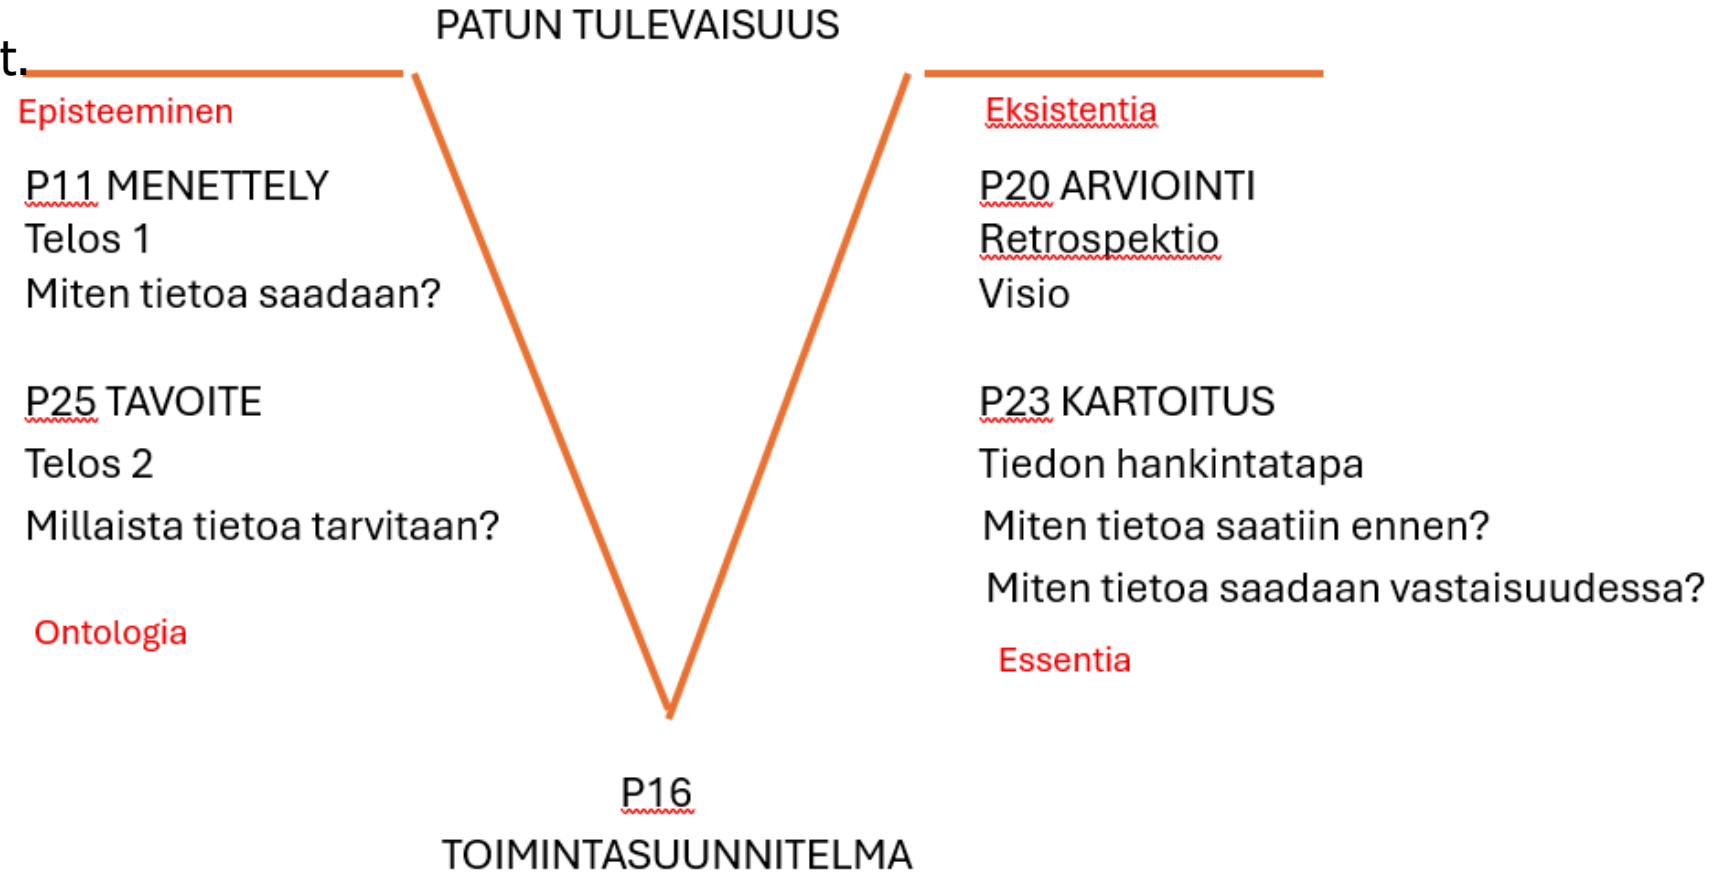 PATUN TULEVAISUUS
t.
Episteeminen
P11 MENETTELY
Telos 1
Miten tietoa saadaan?
P25 TAVOITE
Telos 2
Millaista tietoa tarvitaan?
Ontologia
Eksistentia
P20 ARVIOINTI
Retrospektio
Visio
P23 KARTOITUS
Tiedon hankintatapa
Miten tietoa saatiin ennen?
Miten tietoa saadaan vastaisuudessa?
Essentia
P16
TOIMINTASUUNNITELMA